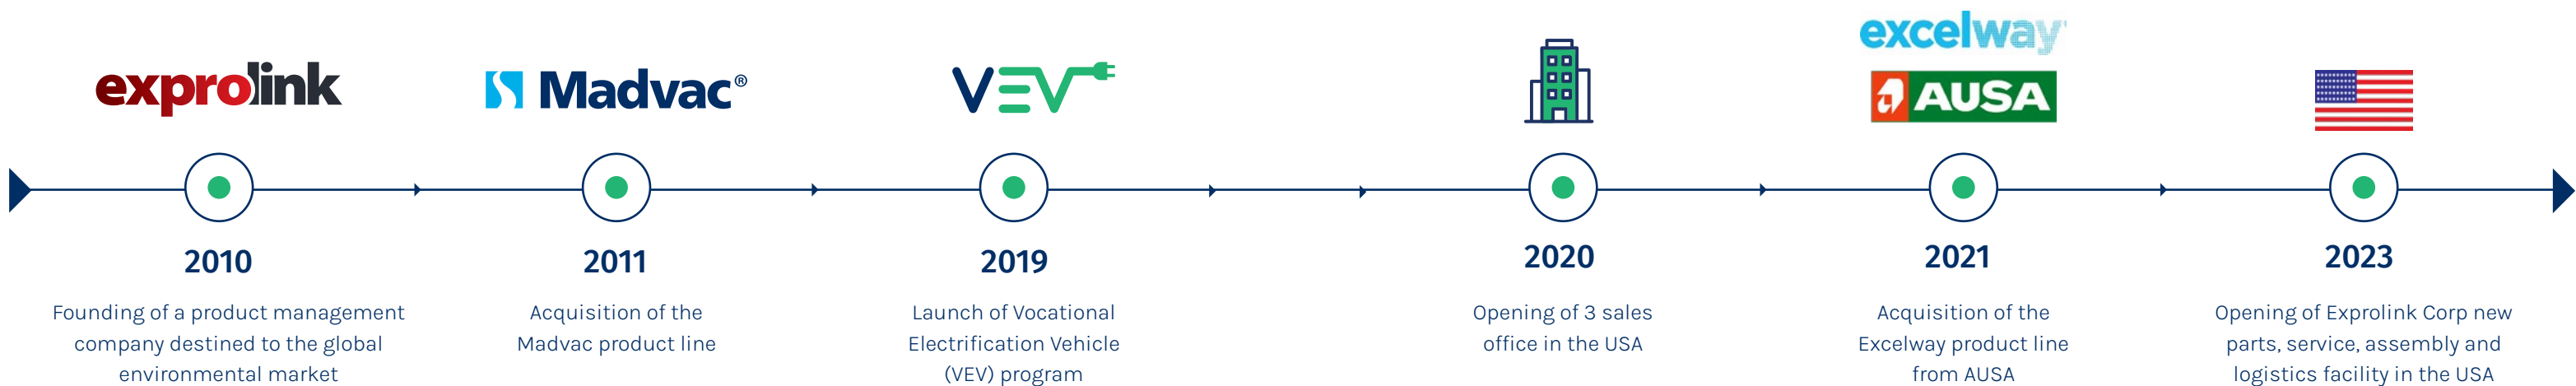 exprolink
Madvac®
VEV
excelway
AUSA
2010
Founding of a product management
company destined to the global
environmental market
2011
Acquisition of the
Madvac product line
2019
Launch of Vocational
Electrification Vehicle
(VEV) program
2020
Opening of 3 sales
office in the USA
2021
Acquisition of the
Excelway product line
from AUSA
2023
Opening of Exprolink Corp new
parts, service, assembly and
logistics facility in the USA